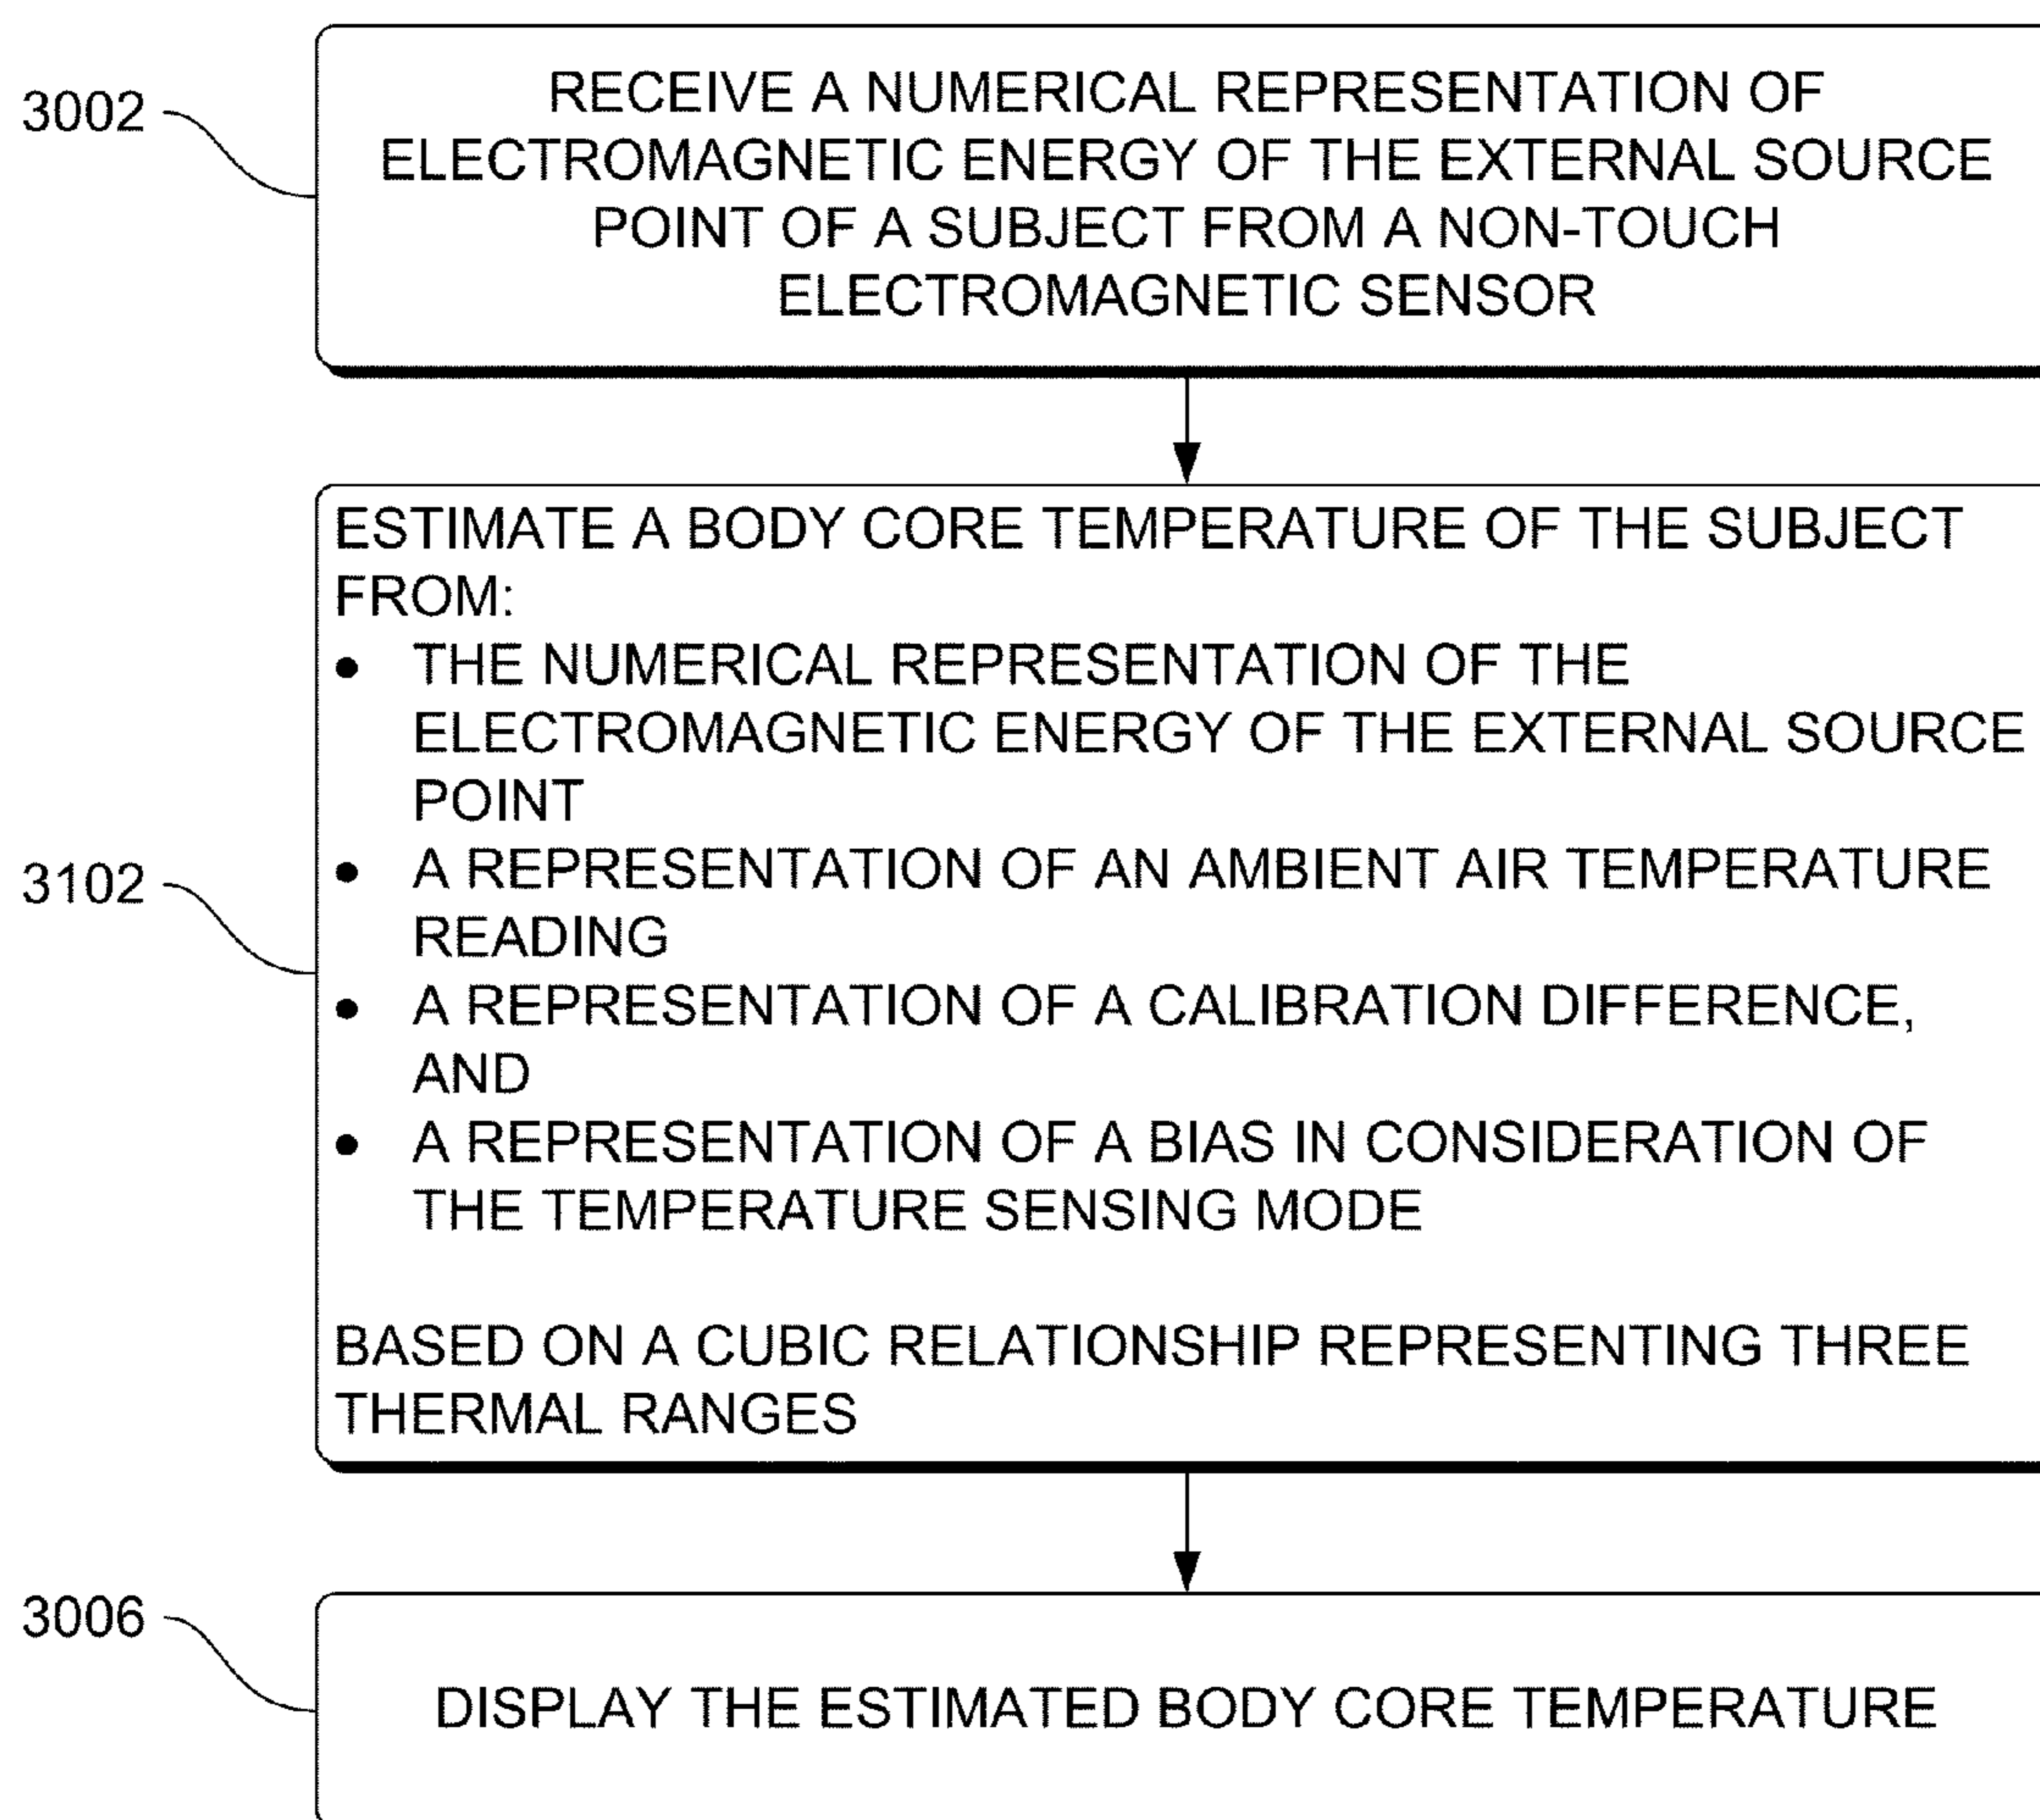 3002
RECEIVE A NUMERICAL REPRESENTATION OF
ELECTROMAGNETIC ENERGY OF THE EXTERNAL SOURCE
POINT OF A SUBJECT FROM A NON-TOUCH
ELECTROMAGNETIC SENSOR
3102
ESTIMATE A BODY CORE TEMPERATURE OF THE SUBJECT
FROM:
• THE NUMERICAL REPRESENTATION OF THE
ELECTROMAGNETIC ENERGY OF THE EXTERNAL SOURCE
POINT
• A REPRESENTATION OF AN AMBIENT AIR TEMPERATURE
READING
• A REPRESENTATION OF A CALIBRATION DIFFERENCE,
AND
• A REPRESENTATION OF A BIAS IN CONSIDERATION OF
THE TEMPERATURE SENSING MODE
BASED ON A CUBIC RELATIONSHIP REPRESENTING THREE
THERMAL RANGES
3006
DISPLAY THE ESTIMATED BODY CORE TEMPERATURE